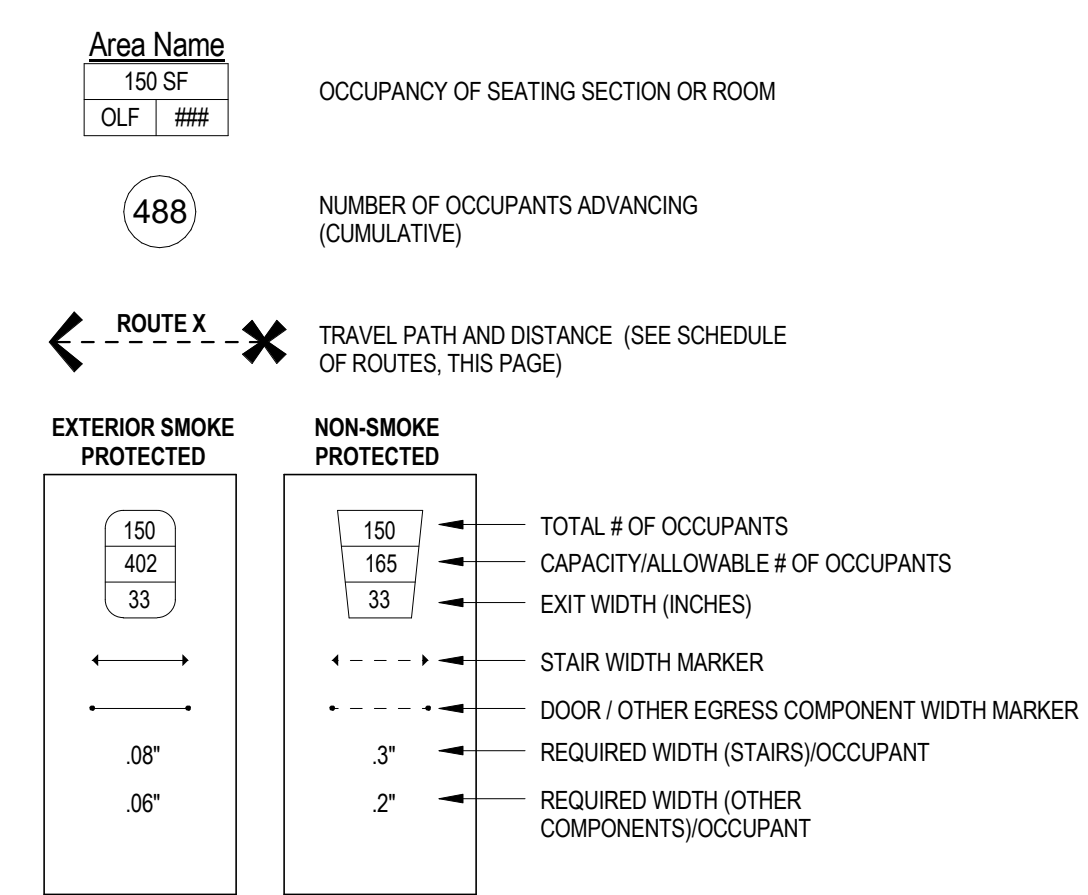 Area Name
150 SF
OLF ###
OCCUPANCY OF SEATING SECTION OR ROOM
488
NUMBER OF OCCUPANTS ADVANCING
(CUMULATIVE)
ROUTE X
TRAVEL PATH AND DISTANCE (SEE SCHEDULE
OF ROUTES, THIS PAGE)
EXTERIOR SMOKE
PROTECTED
NON-SMOKE
PROTECTED
150 150 TOTAL # OF OCCUPANTS
402 165 CAPACITY/ALLOWABLE # OF OCCUPANTS
33 33 EXIT WIDTH (INCHES)
STAIR WIDTH MARKER
DOOR / OTHER EGRESS COMPONENT WIDTH MARKER
.08" .3" REQUIRED WIDTH (STAIRS)/OCCUPANT
.06" .2" REQUIRED WIDTH (OTHER
COMPONENTS)/OCCUPANT